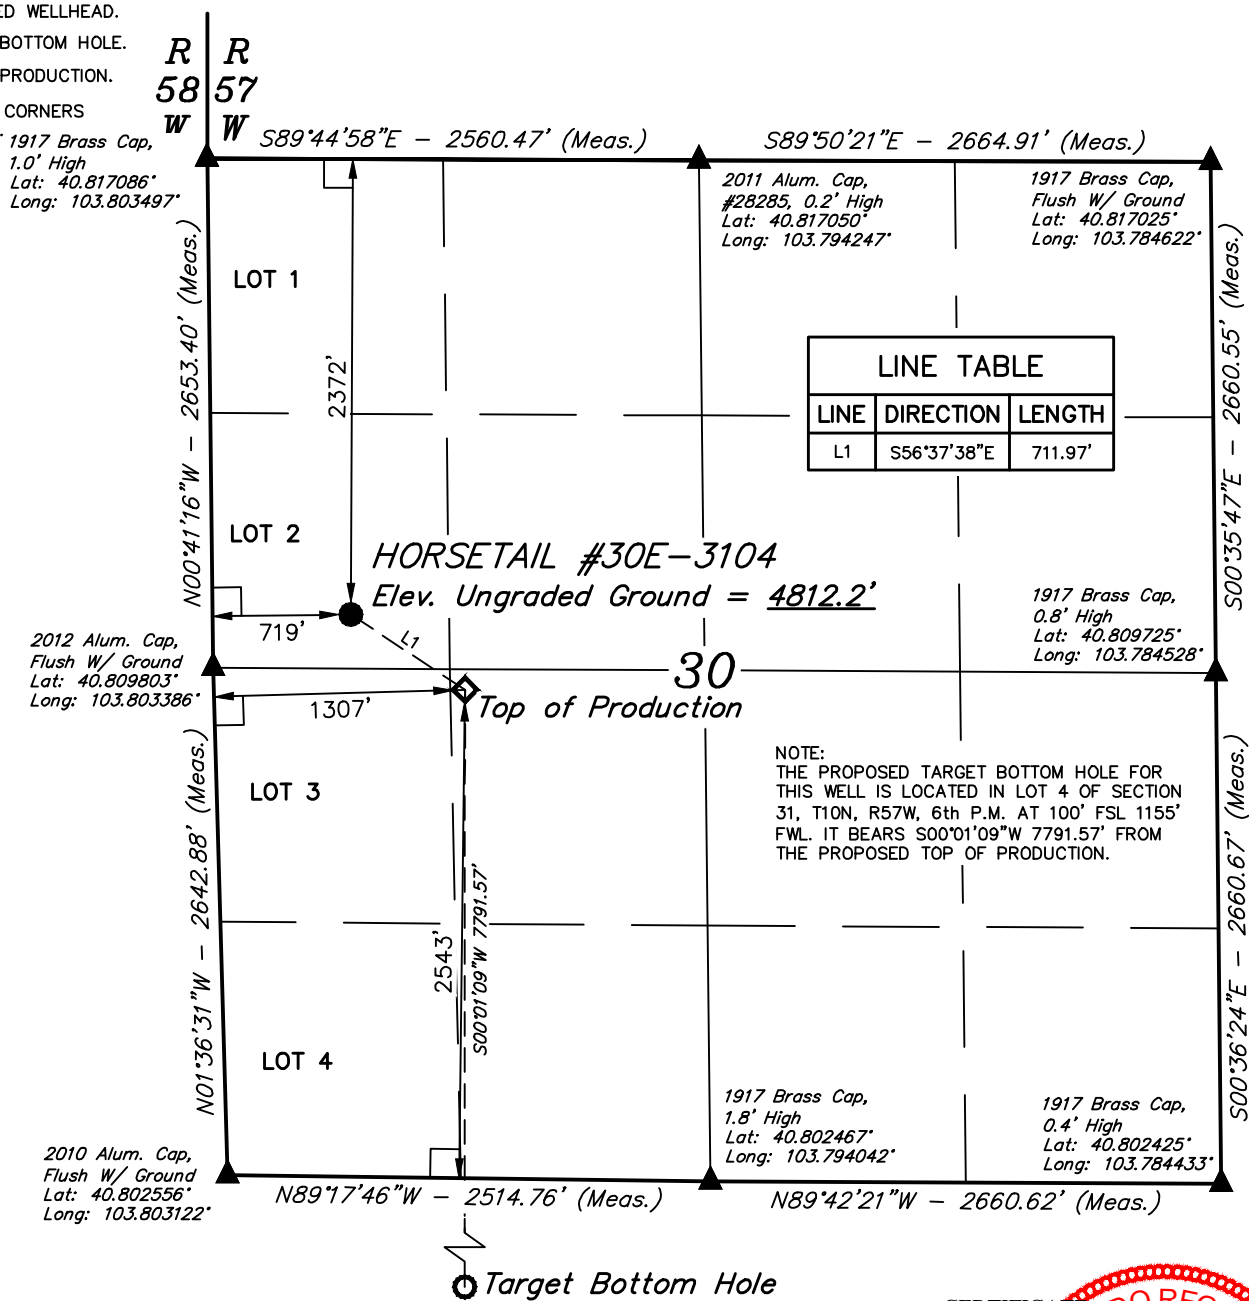 ED WELLHEAD.
BOTTOM HOLE.
PRODUCTION.
CORNERS
R R
58 57
W W
1917 Brass Cap,
1.0' High
Lat: 40.817086°
Long: 103.803497°
S89°44'58"E - 2560.47' (Meas.)
S89°50'21"E - 2664.91' (Meas.)
2011 Alum. Cap,
#28285, 0.2' High
Lat: 40.817050°
Long: 103.794247°
1917 Brass Cap,
Flush W/ Ground
Lat: 40.817025°
Long: 103.784622°
N00°41'16"W - 2653.40' (Meas.)
LOT 1
2372'
LINE TABLE
LINE DIRECTION LENGTH
L1 S56°37'38"E 711.97'
S00°35'47"E - 2660.55' (Meas.)
LOT 2
HORSETAIL #30E-3104
Elev. Ungraded Ground = 4812.2'
719'
L1
2012 Alum. Cap,
Flush W/ Ground
Lat: 40.809803°
Long: 103.803386°
1917 Brass Cap,
0.8' High
Lat: 40.809725°
Long: 103.784528°
30
1307'
Top of Production
N01°36'31"W - 2642.88' (Meas.)
LOT 3
NOTE:
THE PROPOSED TARGET BOTTOM HOLE FOR
THIS WELL IS LOCATED IN LOT 4 OF SECTION
31, T10N, R57W, 6th P.M. AT 100' FSL 1155'
FWL. IT BEARS S00°01'09"W 7791.57' FROM
THE PROPOSED TOP OF PRODUCTION.
2543'
S00°01'09"W 7791.57'
S00°36'24"E - 2660.67' (Meas.)
LOT 4
2010 Alum. Cap,
Flush W/ Ground
Lat: 40.802556°
Long: 103.803122°
1917 Brass Cap,
1.8' High
Lat: 40.802467°
Long: 103.794042°
1917 Brass Cap,
0.4' High
Lat: 40.802425°
Long: 103.784433°
N89°17'46"W - 2514.76' (Meas.)
N89°42'21"W - 2660.62' (Meas.)
Target Bottom Hole